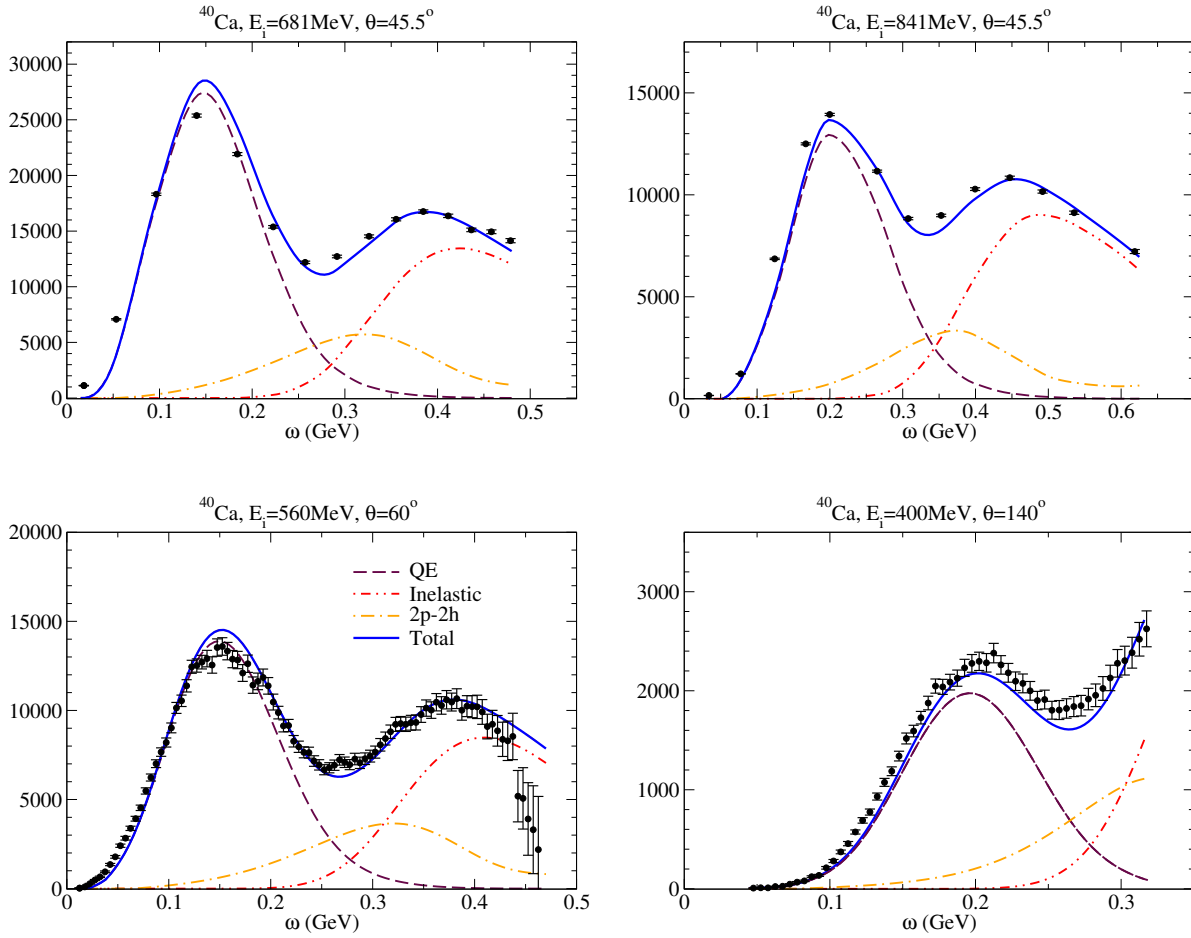 ⁴⁰Ca, Eᵢ=681MeV, θ=45.5°
30000
25000
20000
15000
10000
5000
0
0 0.1 0.2 0.3 0.4 0.5
ω (GeV)
⁴⁰Ca, Eᵢ=841MeV, θ=45.5°
15000
10000
5000
0
0.1 0.2 0.3 0.4 0.5 0.6
ω (GeV)
⁴⁰Ca, Eᵢ=560MeV, θ=60°
20000
15000
10000
5000
0
QE
Inelastic
2p-2h
Total
0 0.1 0.2 0.3 0.4 0.5
ω (GeV)
⁴⁰Ca, Eᵢ=400MeV, θ=140°
3000
2000
1000
0
0.1 0.2 0.3
ω (GeV)